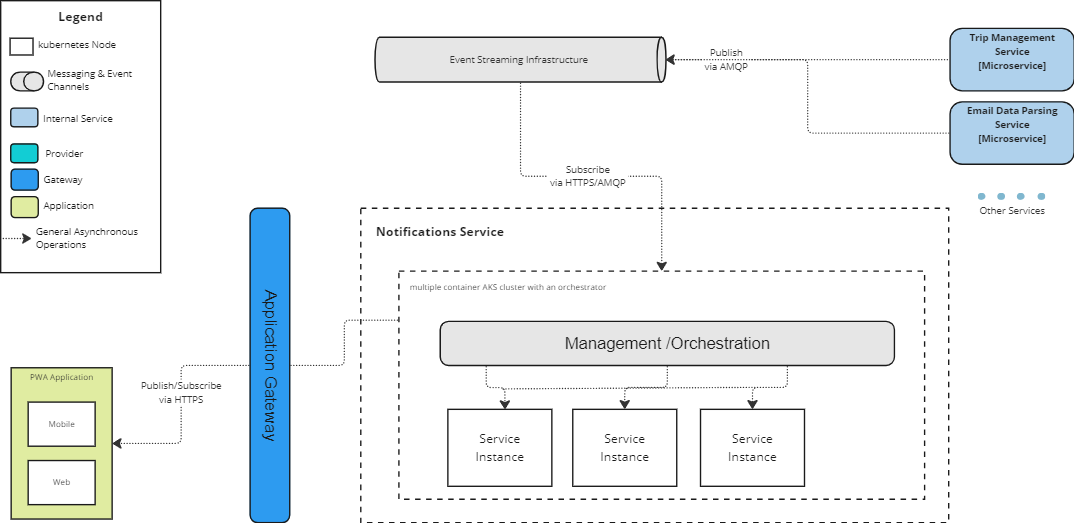 Legend
kubernetes Node
Messaging & Event
Channels
Internal Service
Provider
Gateway
Application
General Asynchronous
Operations
Event Streaming Infrastructure
Publish
via AMQP
Trip Management
Service
[Microservice]
Email Data Parsing
Service
[Microservice]
Other Services
Subscribe
via HTTPS/AMQP
Notifications Service
multiple container AKS cluster with an orchestrator
Management /Orchestration
Service
Instance
Service
Instance
Service
Instance
Application Gateway
Publish/Subscribe
via HTTPS
PWA Application
Mobile
Web